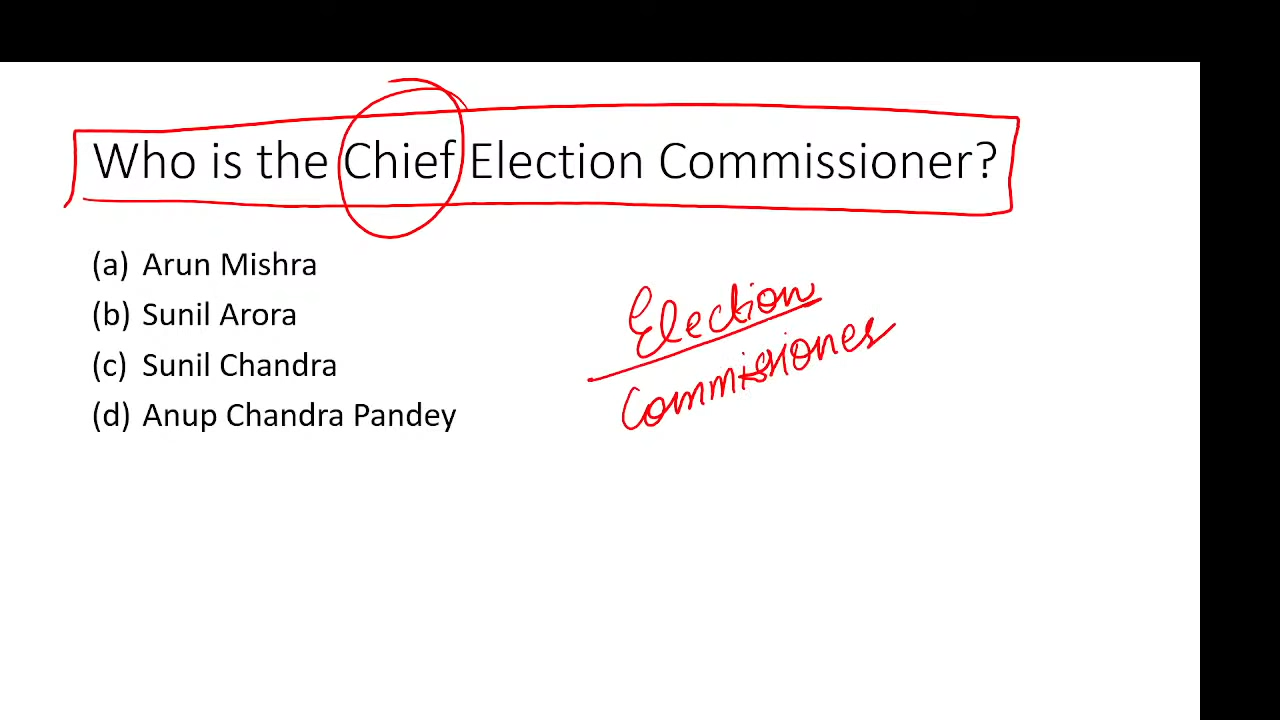 Who is the Chief Election Commissioner?
(a) Arun Mishra
(b) Sunil Arora
(c) Sunil Chandra
(d) Anup Chandra Pandey
Election
Commissioner